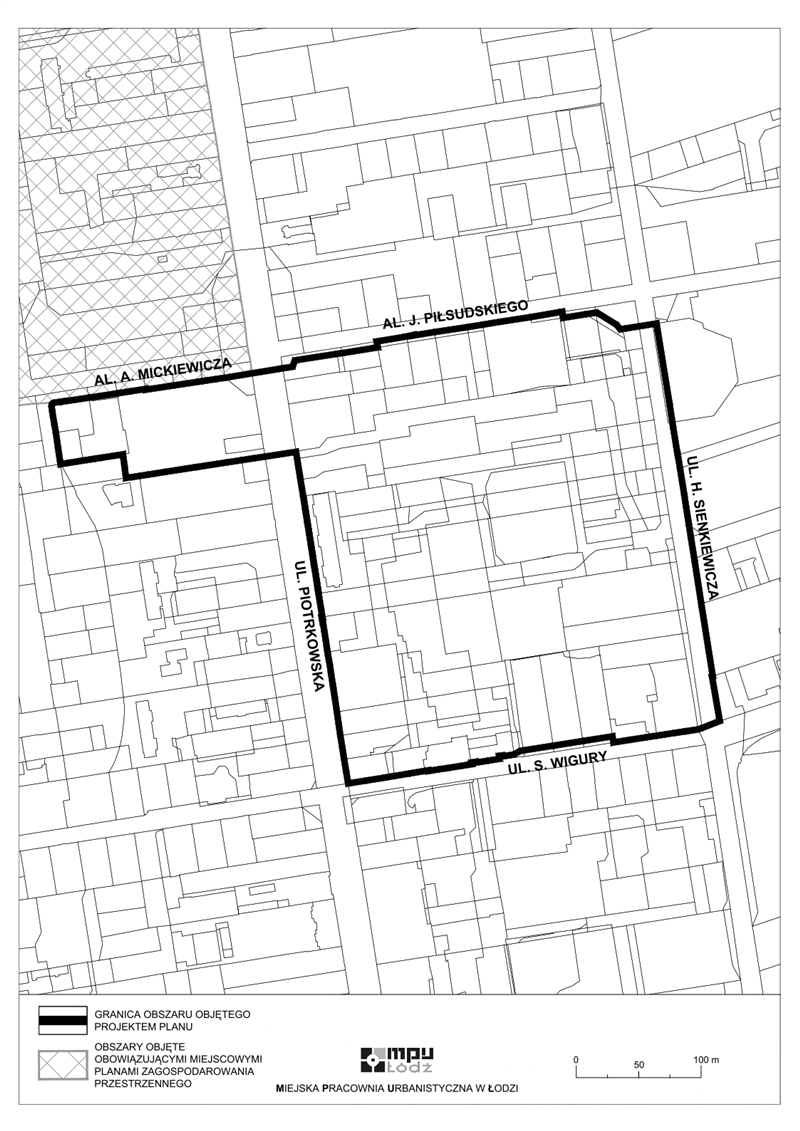 AL. J. PIŁSUDSKIEGO
AL. A. MICKIEWICZA
UL. H. SIENKIEWICZA
UL. PIOTRKOWSKA
UL. S. WIGURY
GRANICA OBSZARU OBJĘTEGO
PROJEKTEM PLANU
OBSZARY OBJĘTE
OBOWIĄZUJĄCYMI MIEJSCOWYMI
PLANAMI ZAGOSPODAROWANIA
PRZESTRZENNEGO
mpu
Łódź
MIEJSKA PRACOWNIA URBANISTYCZNA W ŁODZI
0 50 100 m